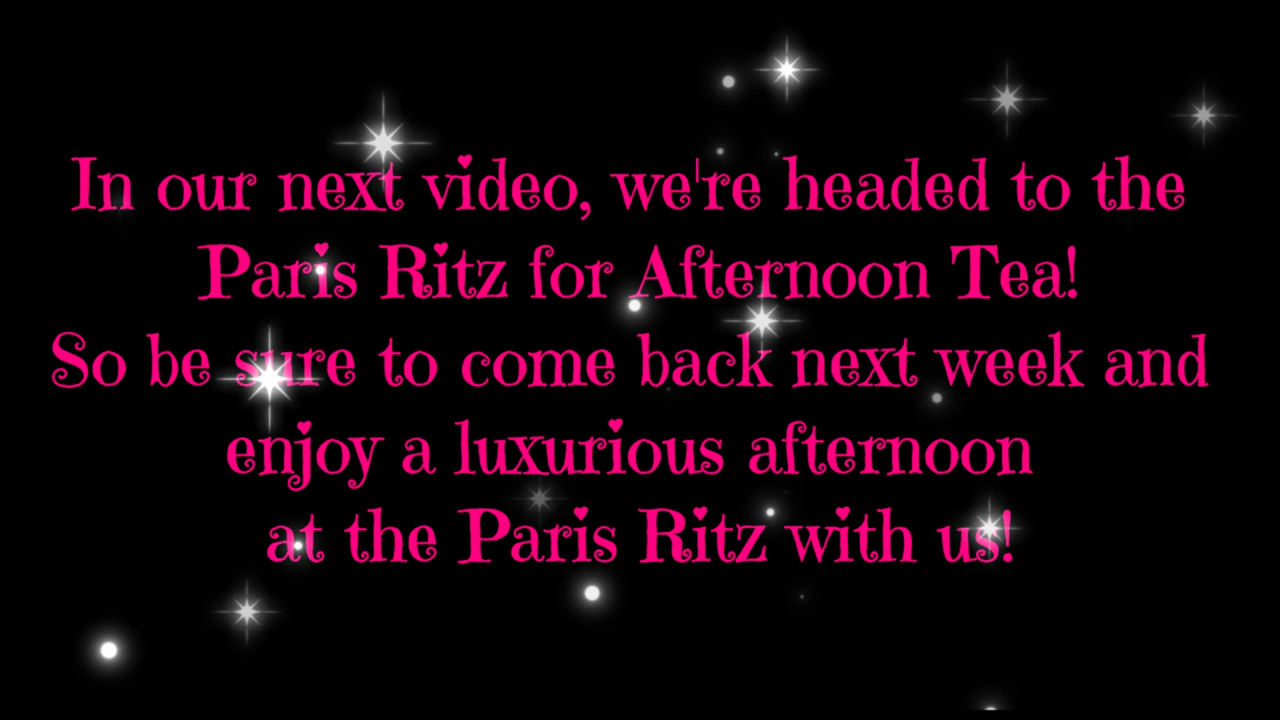 In our next video, we're headed to the
Paris Ritz for Afternoon Tea!
So be sure to come back next week and
enjoy a luxurious afternoon
at the Paris Ritz with us!